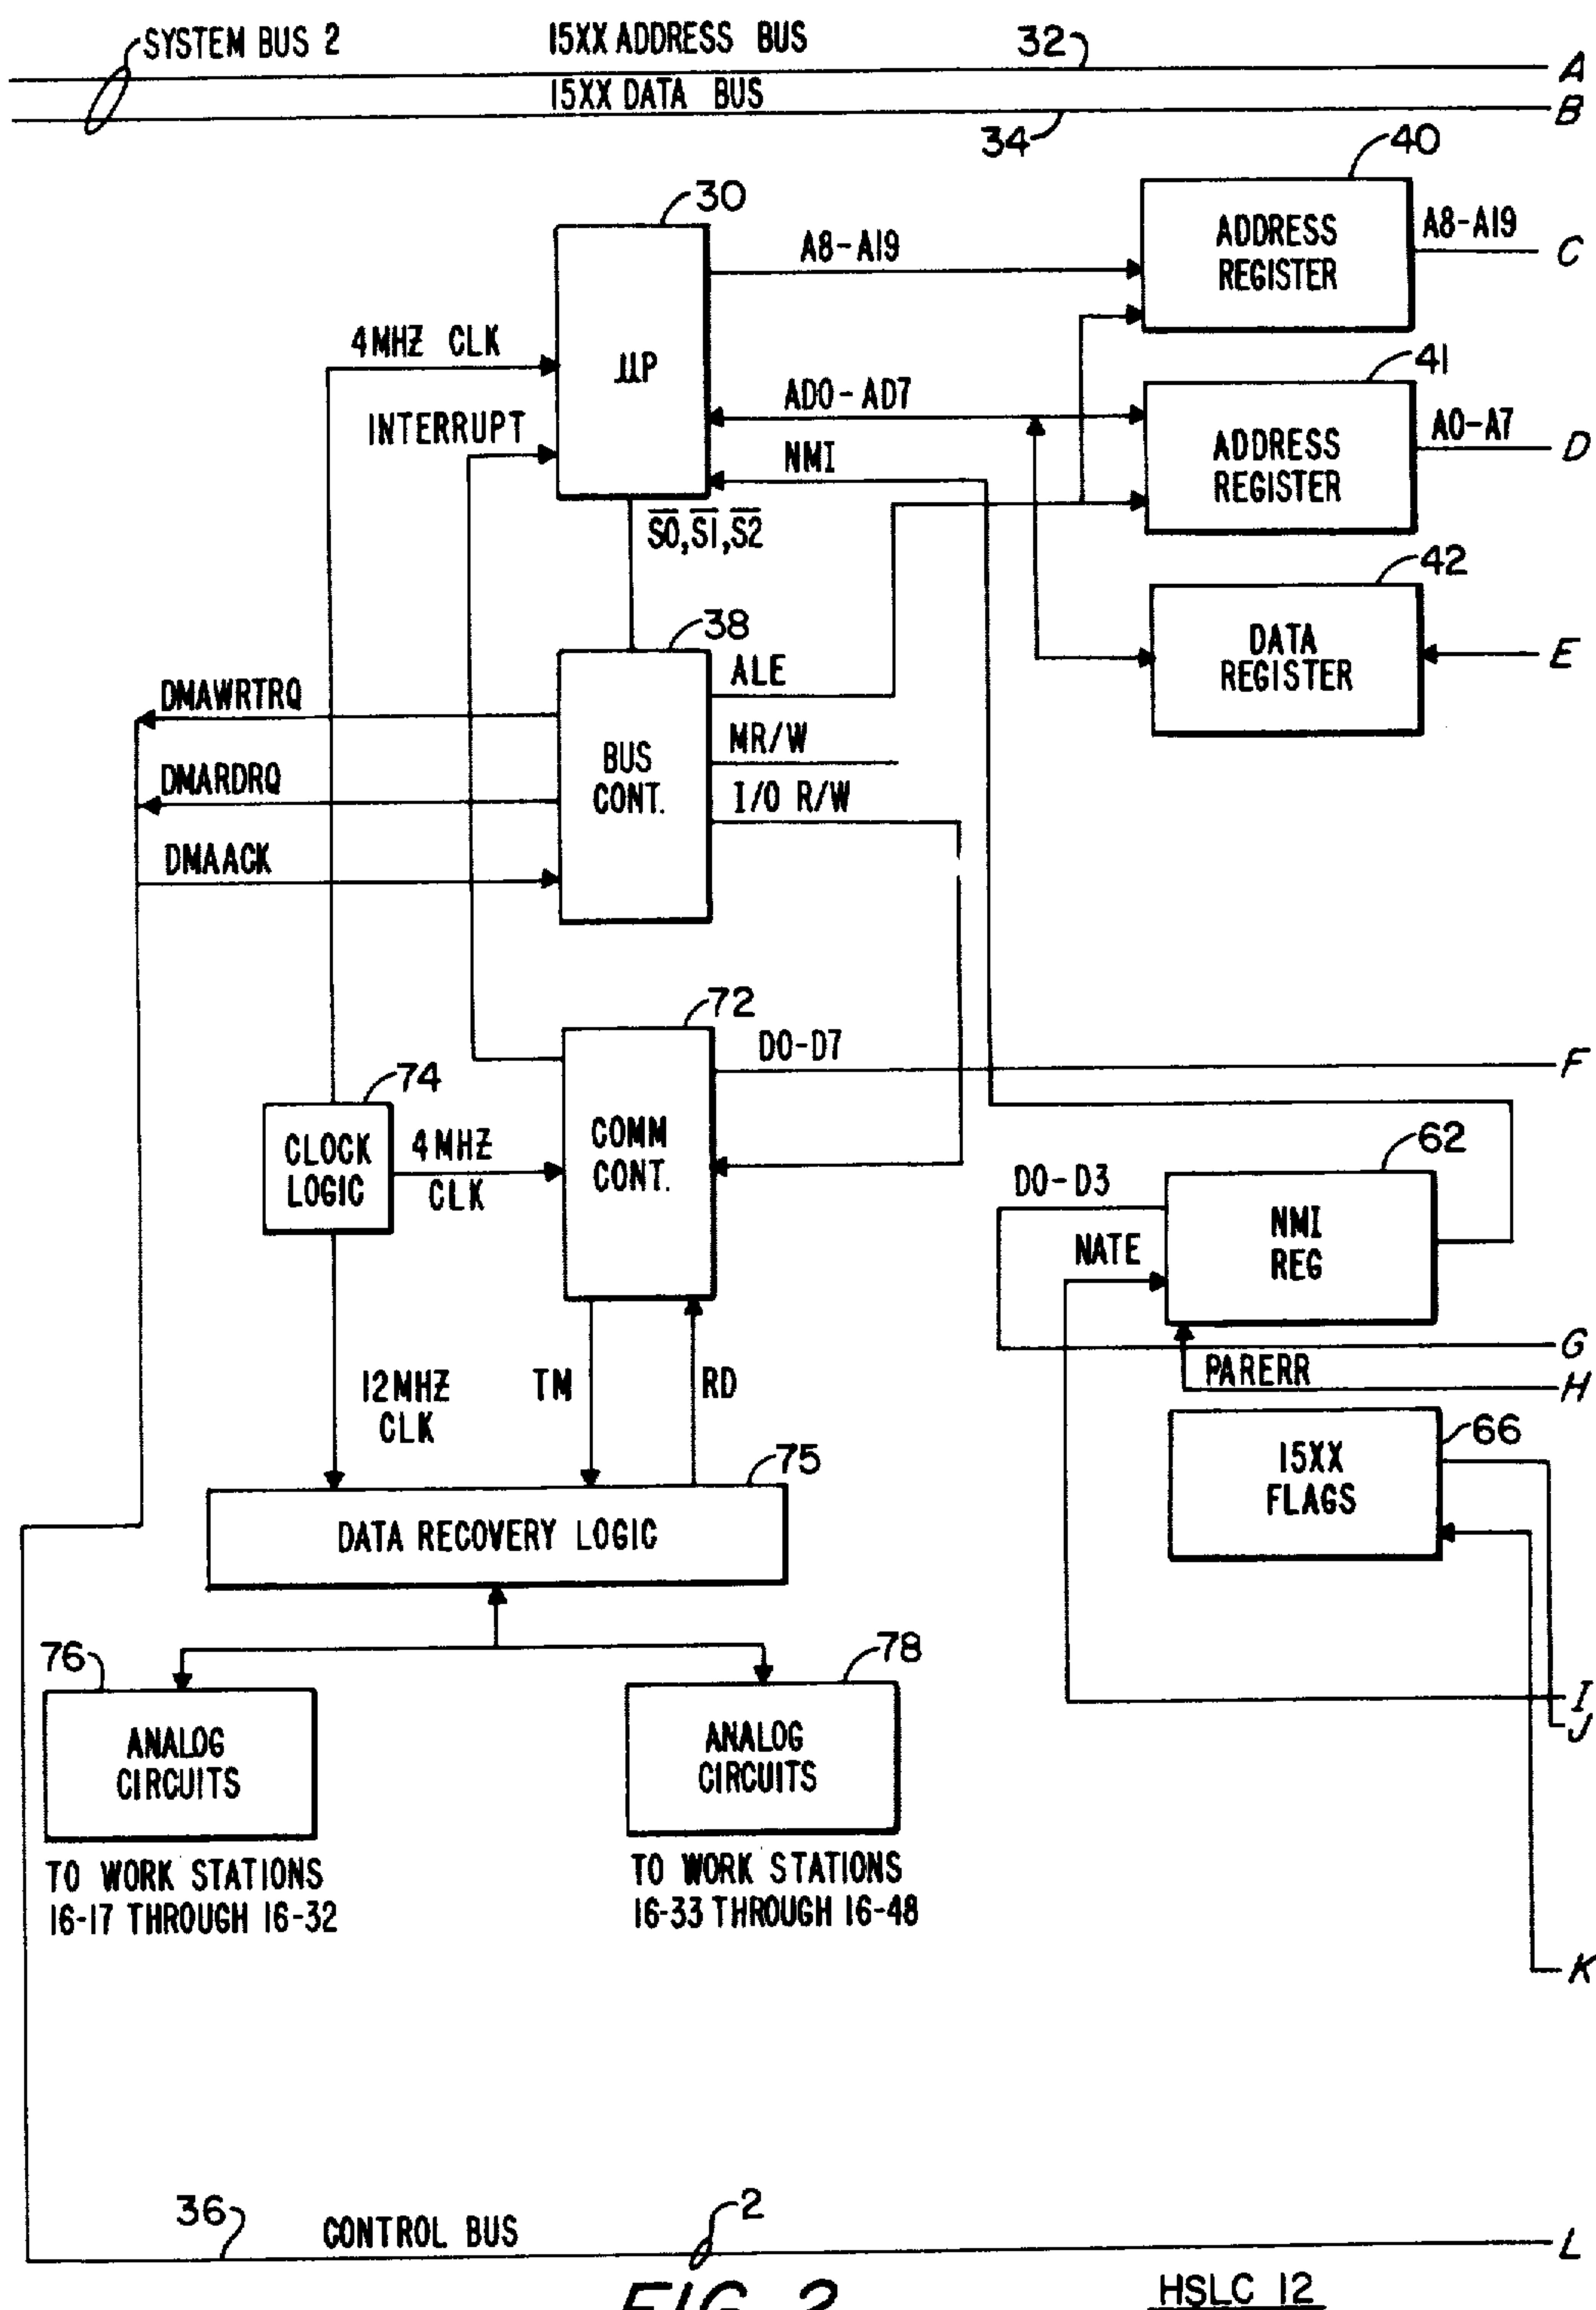 SYSTEM BUS 2
15XX ADDRESS BUS
32
A
15XX DATA BUS
B
34
40
30
ADDRESS
REGISTER
A8-A19
A8-A19
C
4MHZ CLK
μP
41
AD0-AD7
INTERRUPT
ADDRESS
REGISTER
A0-A7
D
NMI
S0,S1,S2
42
38
DATA
REGISTER
E
ALE
DMAWRTRQ
MR/W
BUS
CONT.
DMARDRQ
I/O R/W
DMAACK
72
D0-D7
F
74
CLOCK
LOGIC
4MHZ
CLK
COMM
CONT.
62
D0-D3
NMI
REG
NATE
G
PARERR
H
12MHZ
CLK
TM
RD
66
15XX
FLAGS
75
DATA RECOVERY LOGIC
76
78
I
J
ANALOG
CIRCUITS
ANALOG
CIRCUITS
TO WORK STATIONS
16-17 THROUGH 16-32
TO WORK STATIONS
16-33 THROUGH 16-48
K
36
CONTROL BUS
2
L
HSLC 12